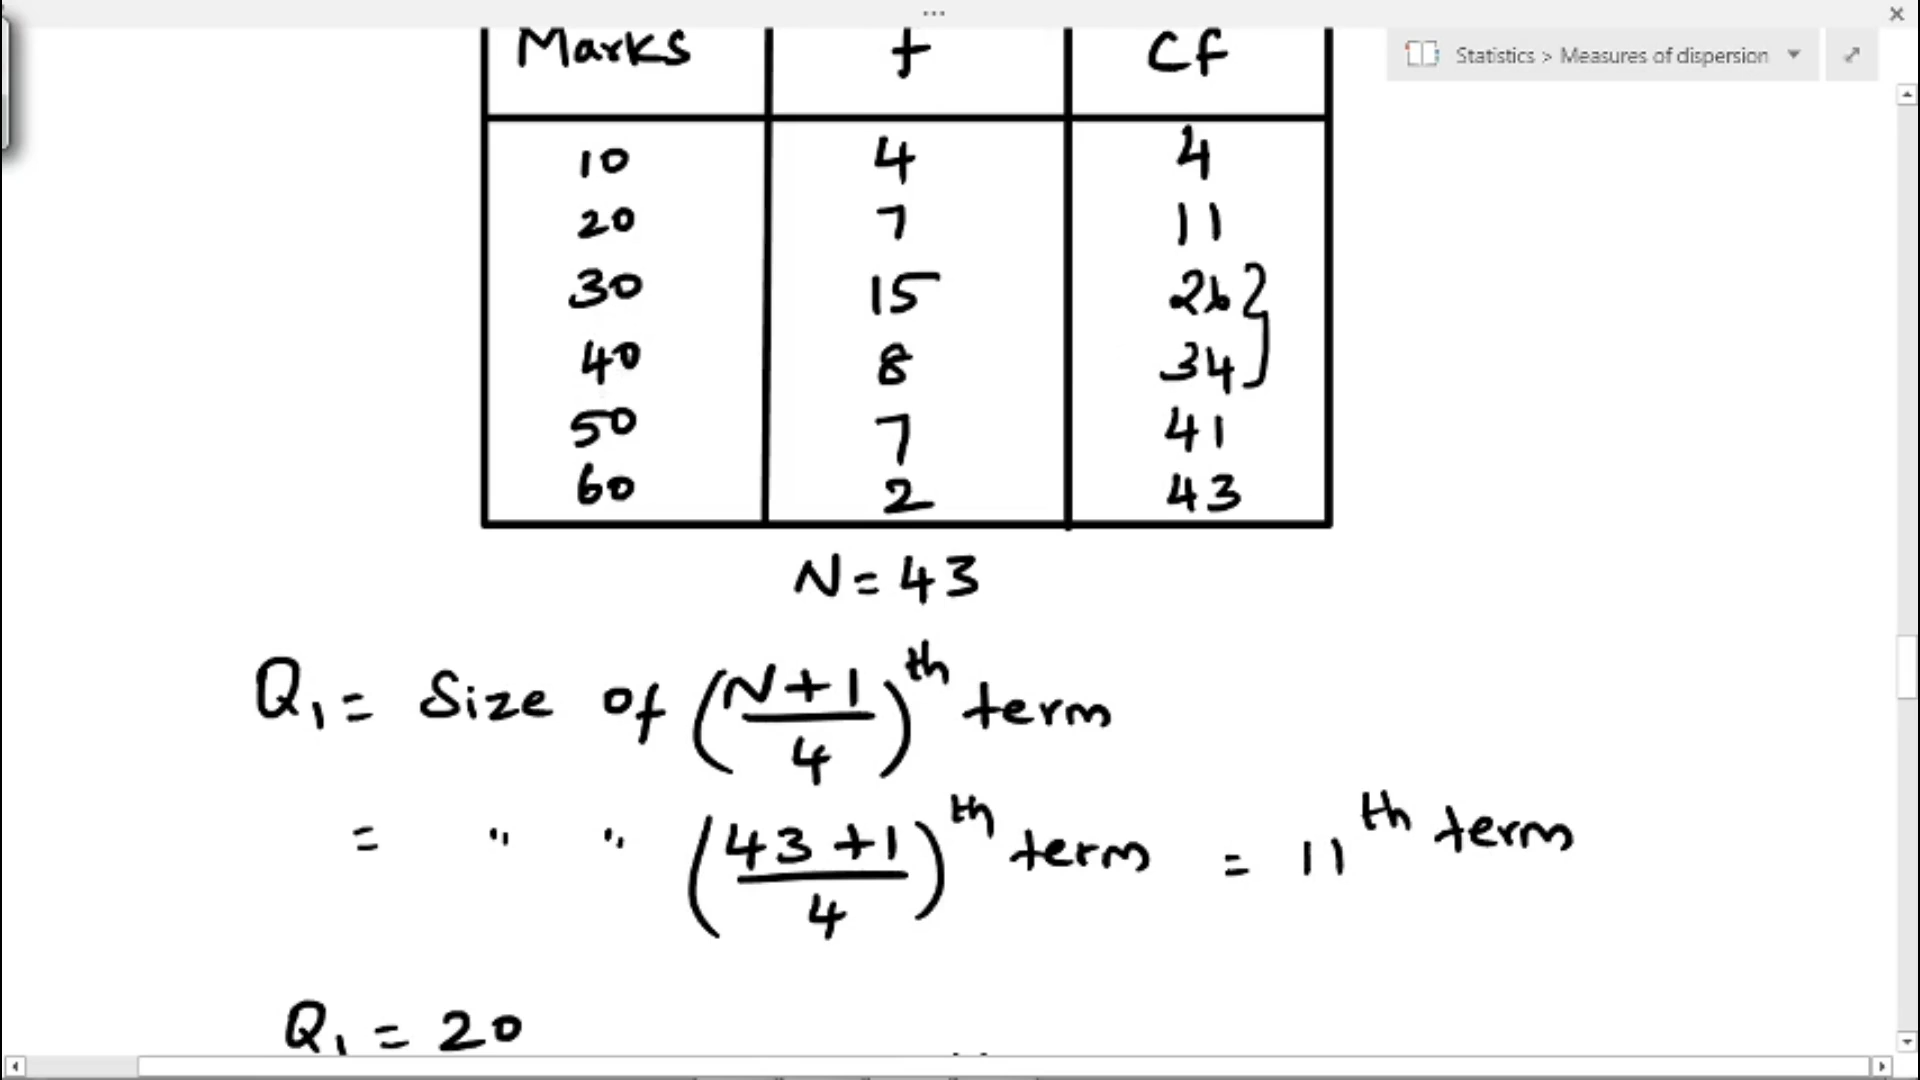 Statistics > Measures of dispersion
Marks f Cf
10 4 4
20 7 11
30 15 26
40 8 34
50 7 41
60 2 43
N = 43
Q₁ = Size of (N+1/4)th term
= " " (43+1/4)th term = 11th term
Q₁ = 20